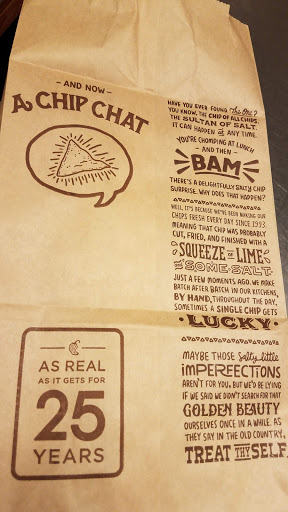 - AND NOW -
A CHIP CHAT
HAVE YOU EVER FOUND The One?
YOU KNOW, THE CHIP OF ALL CHIPS.
THE SULTAN OF SALT.
IT CAN HAPPEN AT ANY TIME.
YOU'RE CHOMPING AT LUNCH
- AND THEN -
BAM
THERE'S A DELIGHTFULLY SALTY CHIP
SURPRISE. WHY DOES THAT HAPPEN?
WELL, IT'S BECAUSE WE'VE BEEN MAKING OUR
CHIPS FRESH EVERY DAY SINCE 1993.
MEANING THAT CHIP WAS PROBABLY
CUT, FRIED, AND FINISHED WITH A
SQUEEZE OF LIME
& SOME SALT
JUST A FEW MOMENTS AGO. WE MAKE
BATCH AFTER BATCH IN OUR KITCHENS,
BY HAND, THROUGHOUT THE DAY,
SOMETIMES A SINGLE CHIP GETS
LUCKY.
MAYBE THOSE Salty little
IMPERFECTIONS
AREN'T FOR YOU, BUT WE'D BE LYING
IF WE SAID WE DIDN'T SEARCH FOR THAT
GOLDEN BEAUTY
OURSELVES ONCE IN A WHILE. AS
THEY SAY IN THE OLD COUNTRY,
TREAT THY SELF.
AS REAL
AS IT GETS FOR
25
YEARS